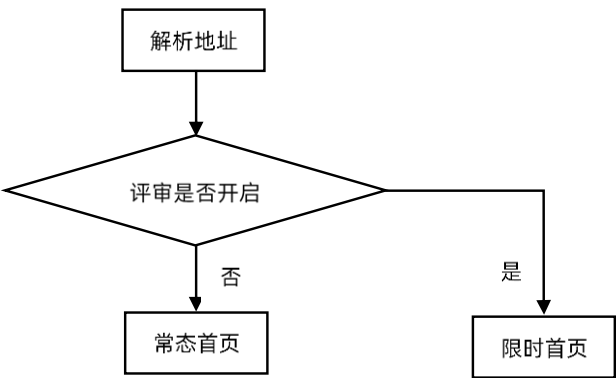 解析地址
评审是否开启
否
是
常态首页
限时首页